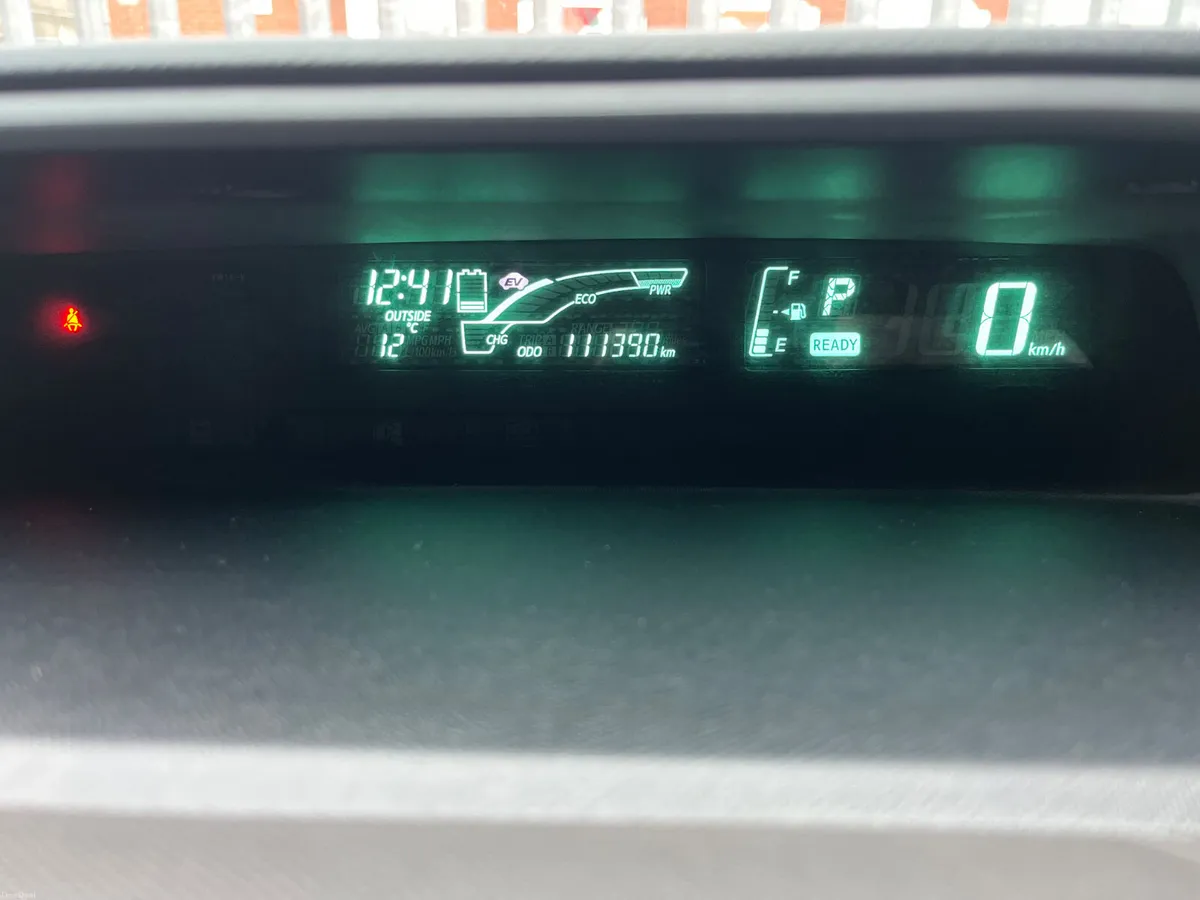 12:41
EV
F
P
OUTSIDE
°C
ECO
PWR
12
CHG
ODO
111390 km
E
READY
0 km/h